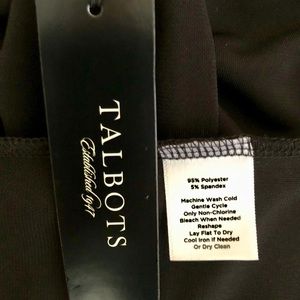 TALBOTS
Established 1947
95% Polyester
5% Spandex
Machine Wash Cold
Gentle Cycle
Only Non-Chlorine
Bleach When Needed
Reshape
Lay Flat To Dry
Cool Iron if Needed
Or Dry Clean